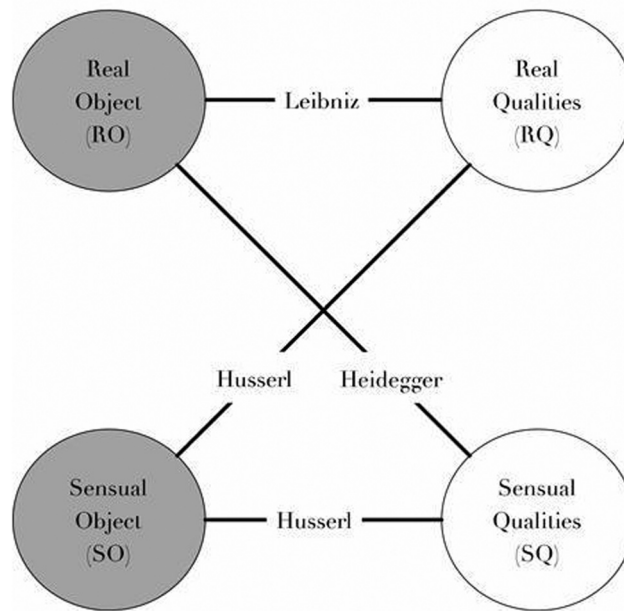 Real
Object
(RO)
Leibniz
Real
Qualities
(RQ)
Husserl
Heidegger
Sensual
Object
(SO)
Husserl
Sensual
Qualities
(SQ)